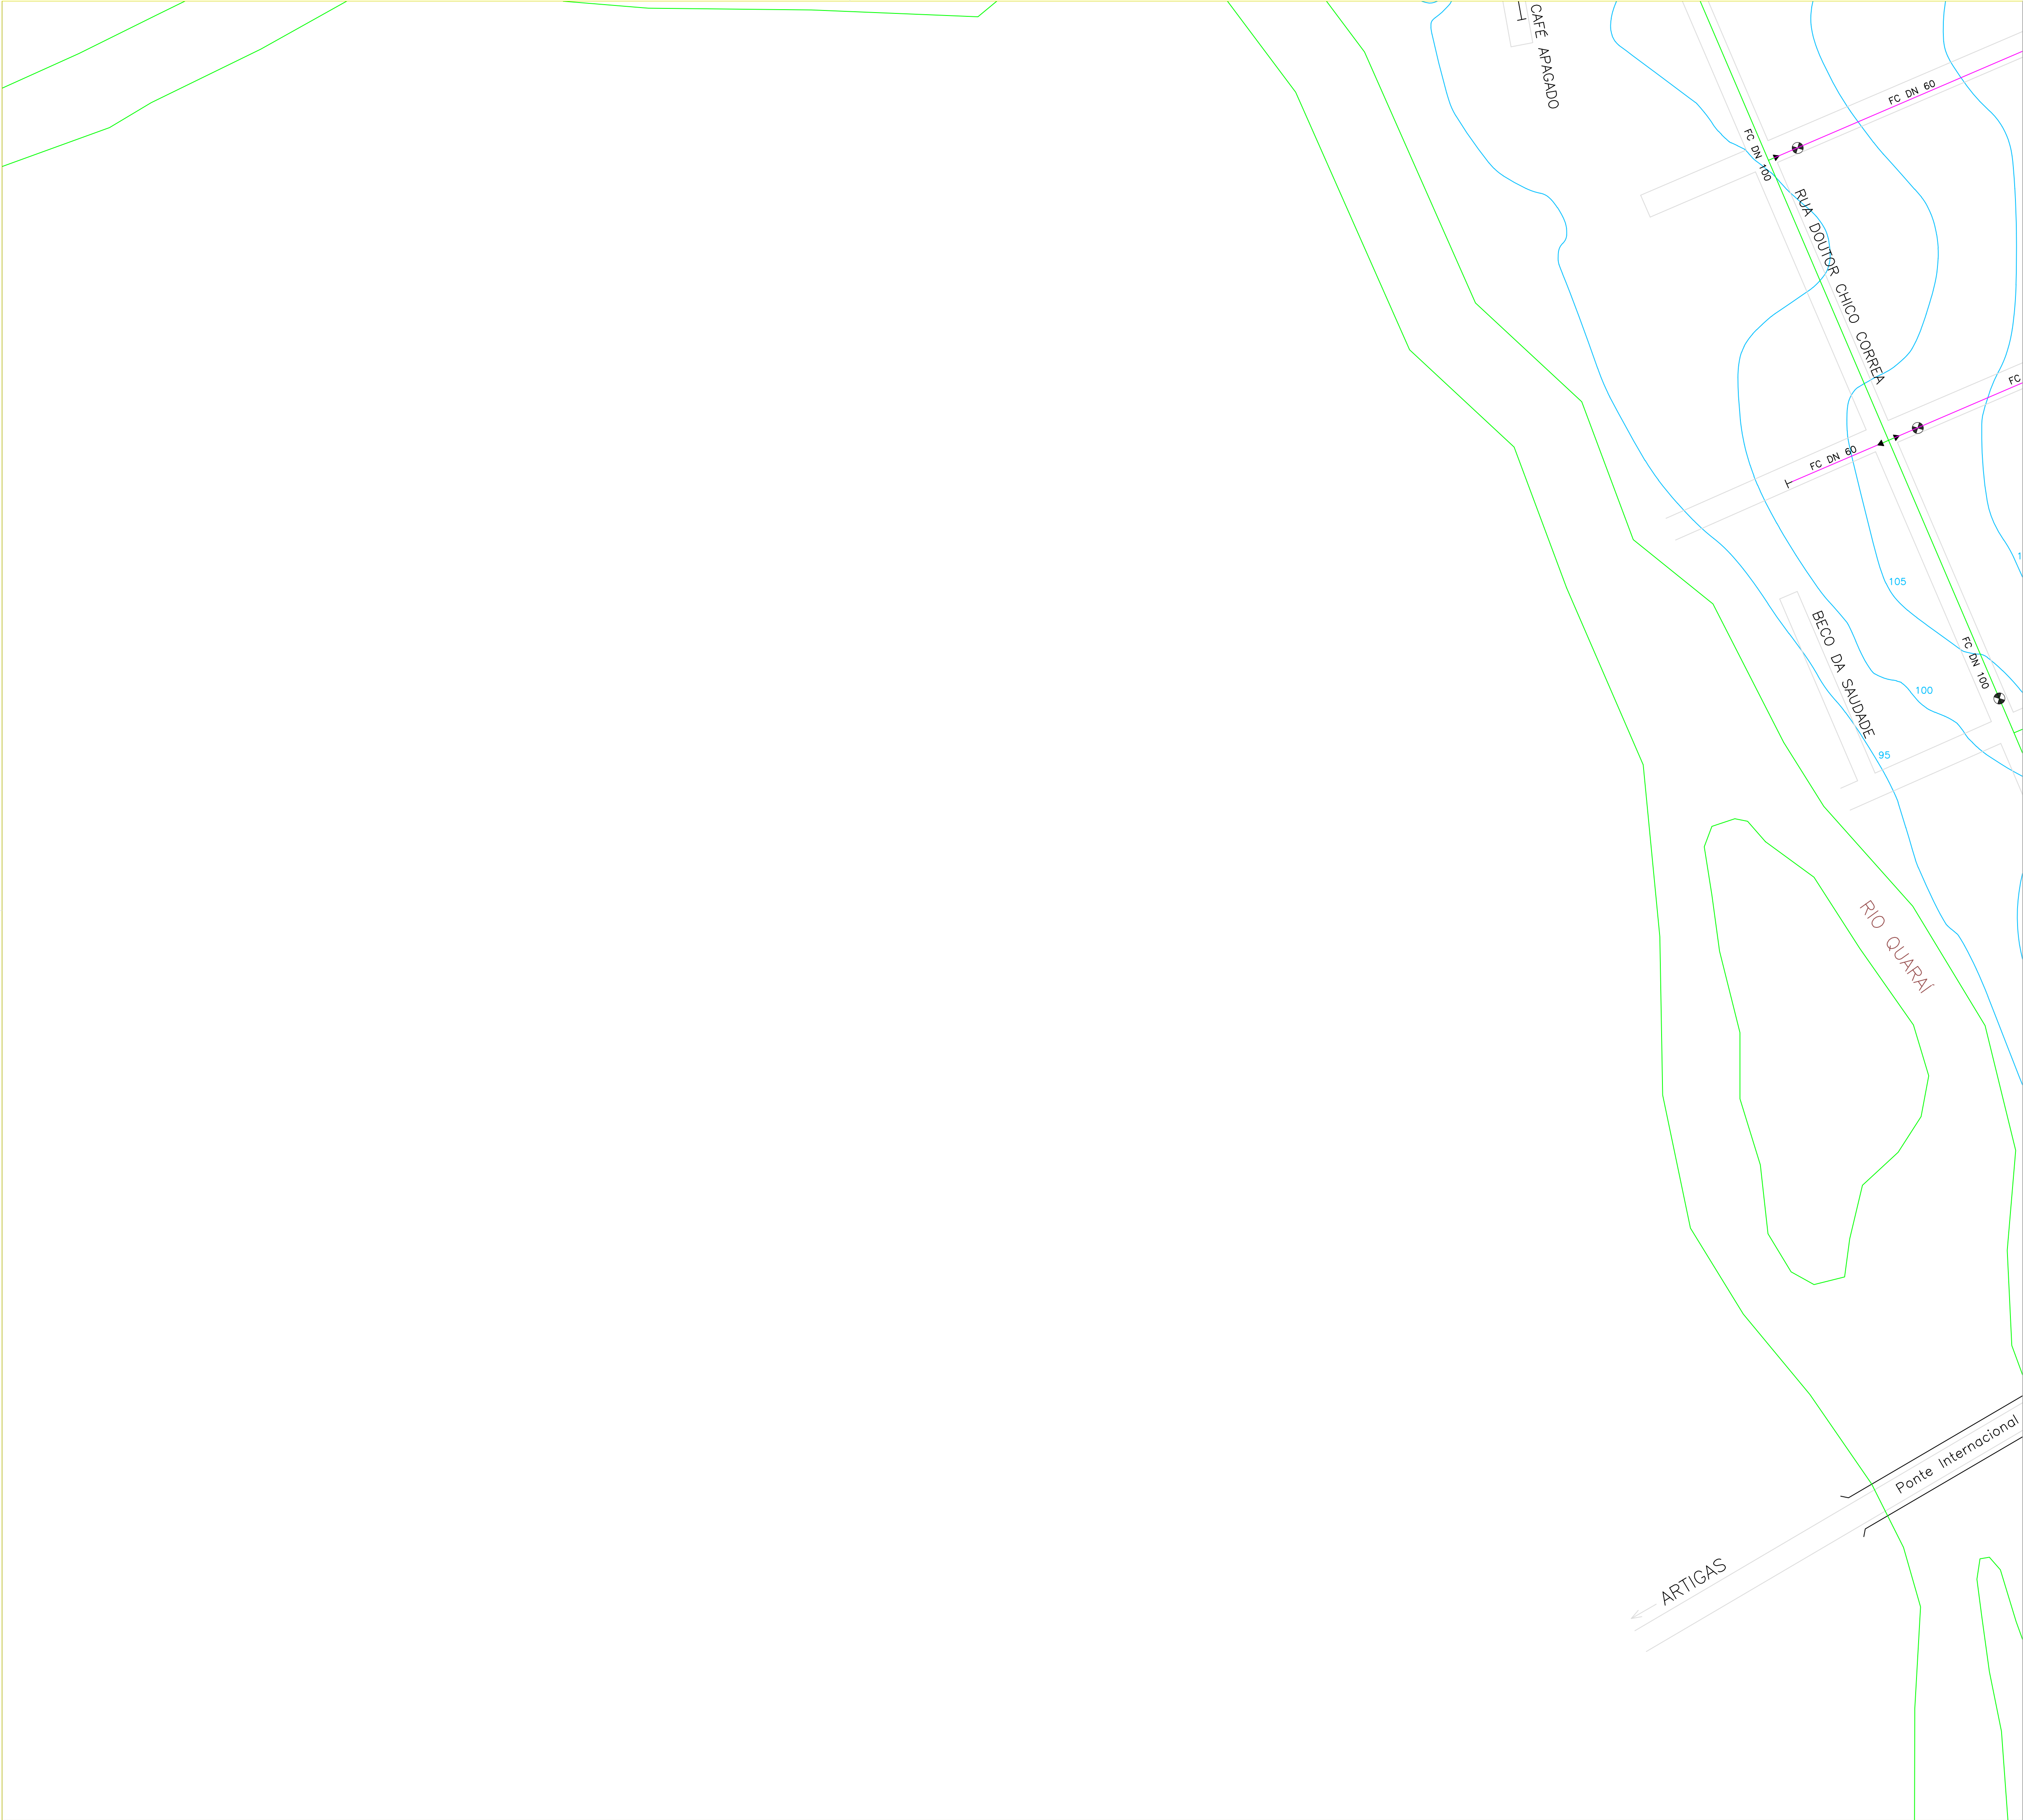 CAFÉ APAGADO
FC DN 60
FC DN 100
RUA DOUTOR CHICO CORREA
FC
FC DN 60
105
BECO DA SAUDADE
FC DN 100
100
95
RIO QUARAÍ
Ponte Internacional
ARTIGAS